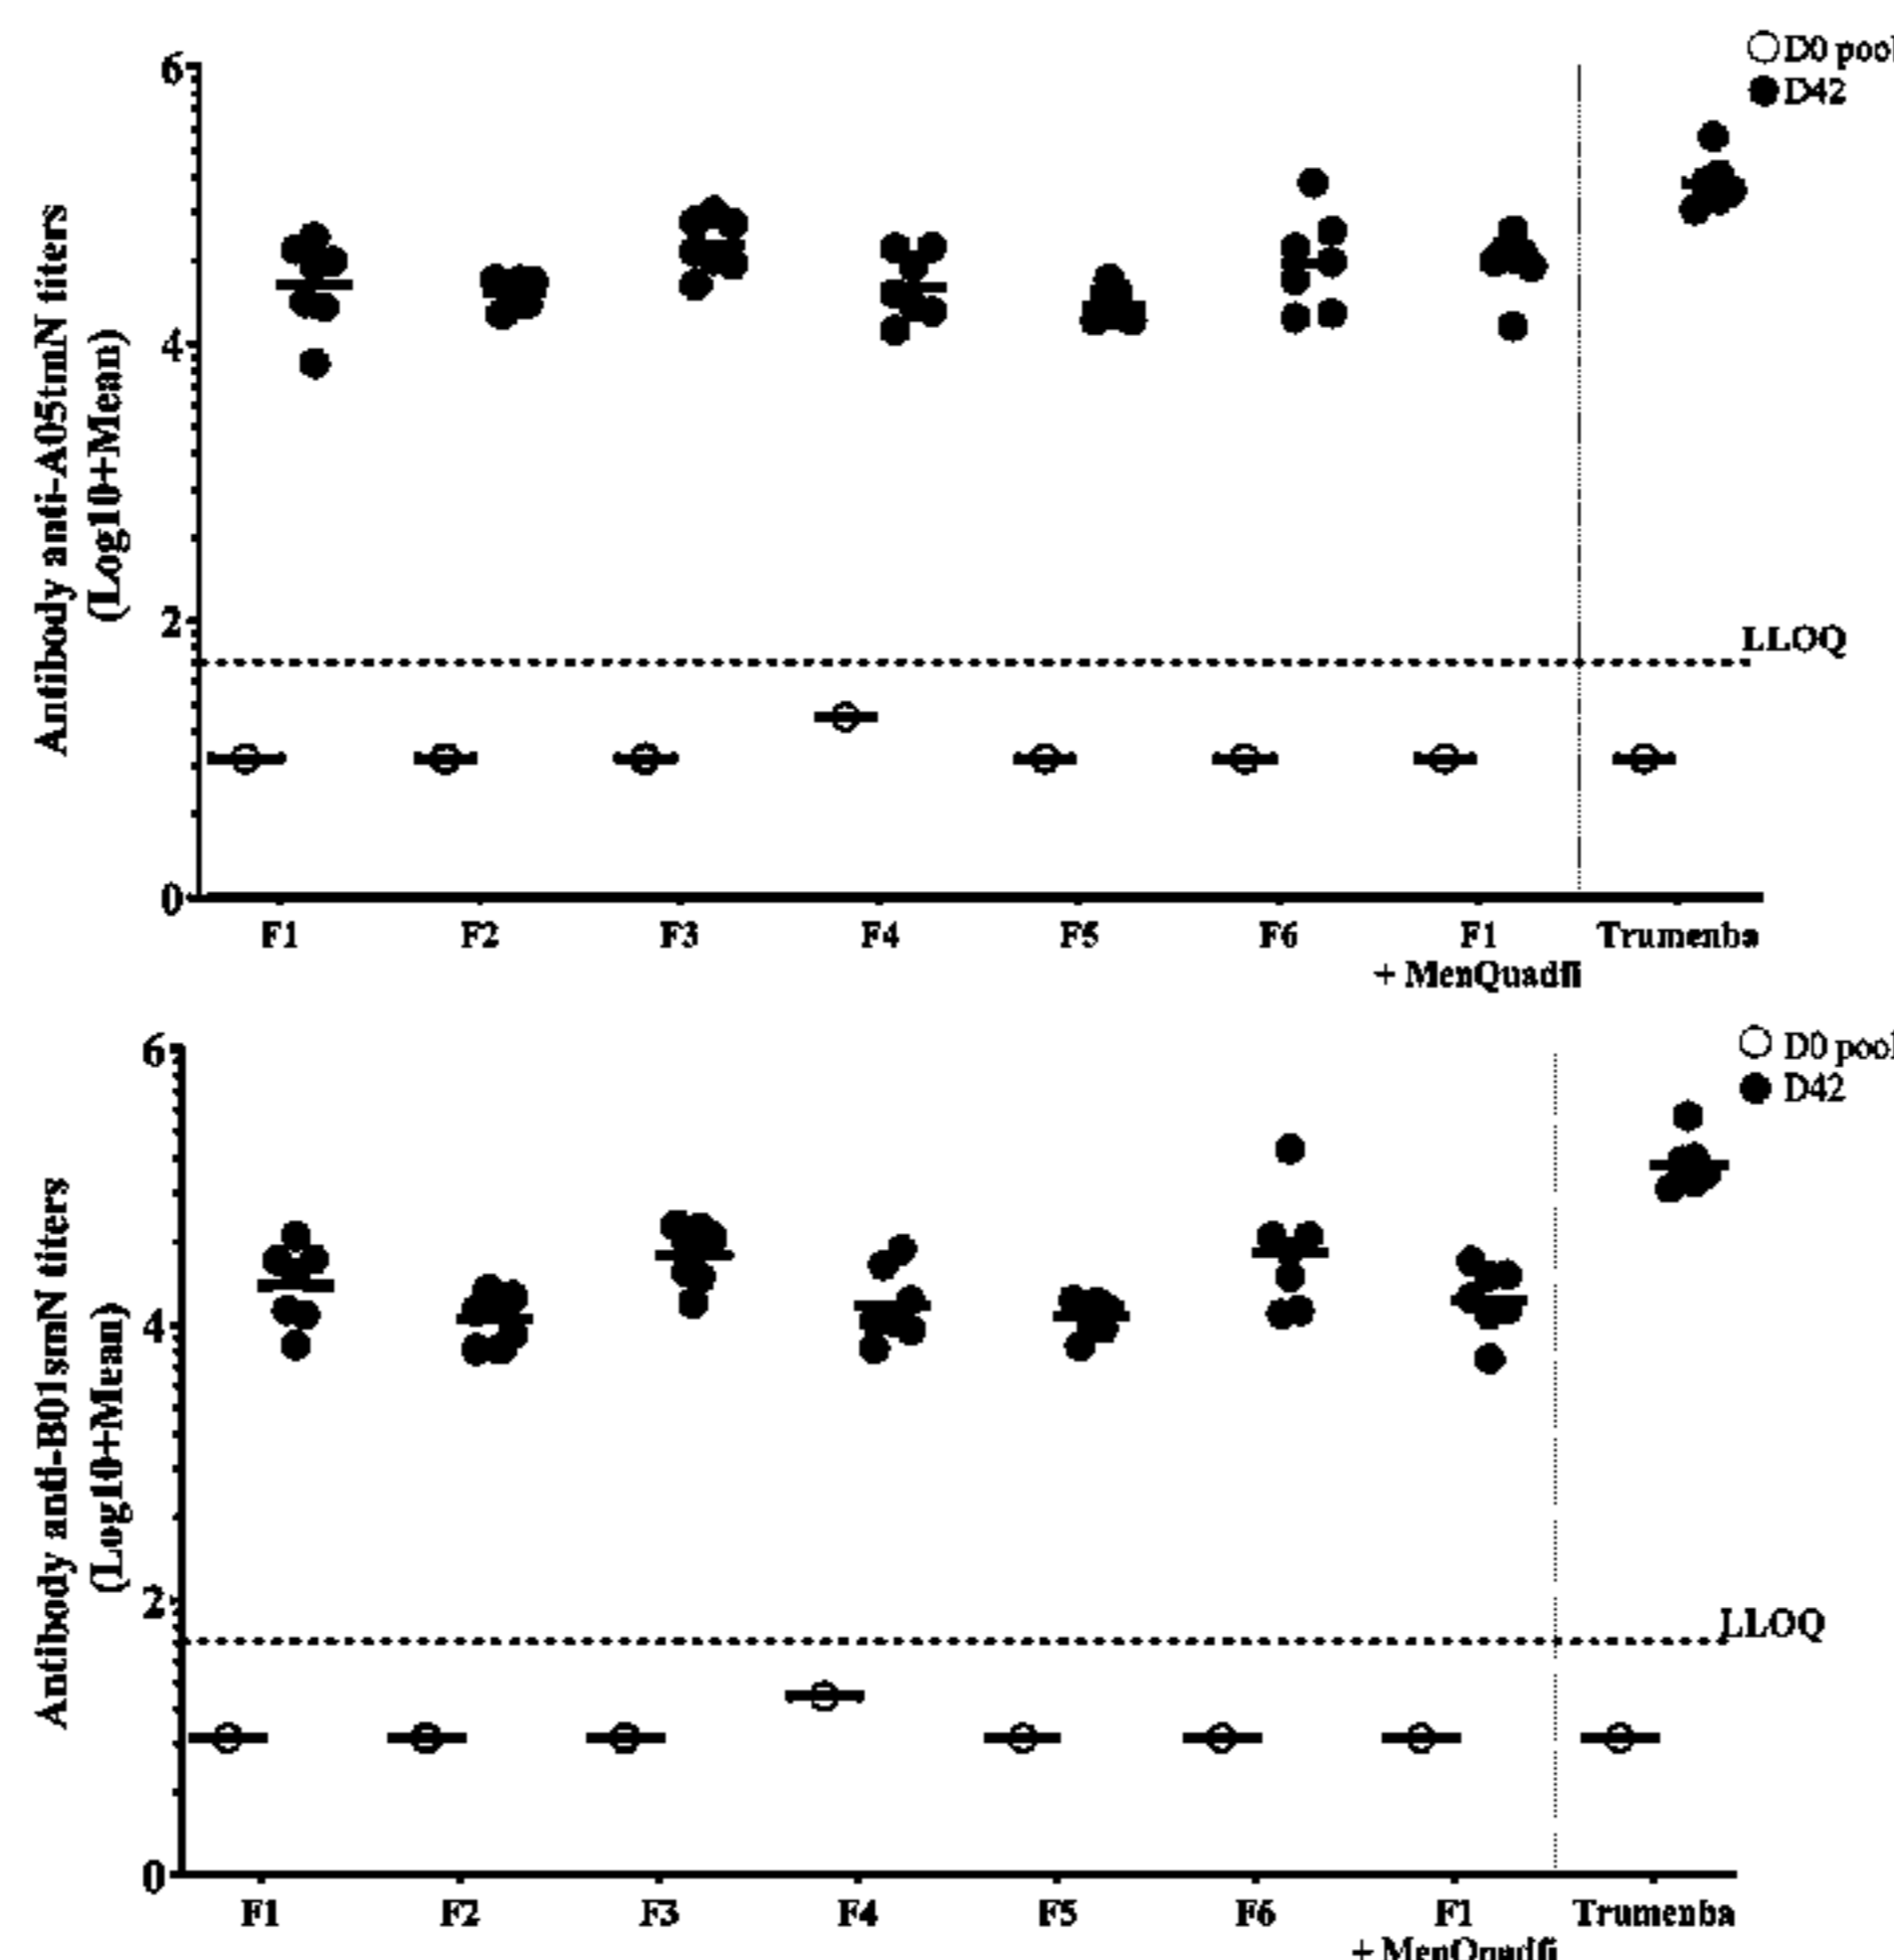 D0 pool
D42
Antibody anti-A05tmN titers
(Log10+Mean)
6
4
2
0
LLOQ
F1 F2 F3 F4 F5 F6 F1 Trumenba
+ MenQuadfi
D0 pool
D42
Antibody anti-B01smN titers
(Log10+Mean)
6
4
2
0
LLOQ
F1 F2 F3 F4 F5 F6 F1 Trumenba
+ MenQuadfi